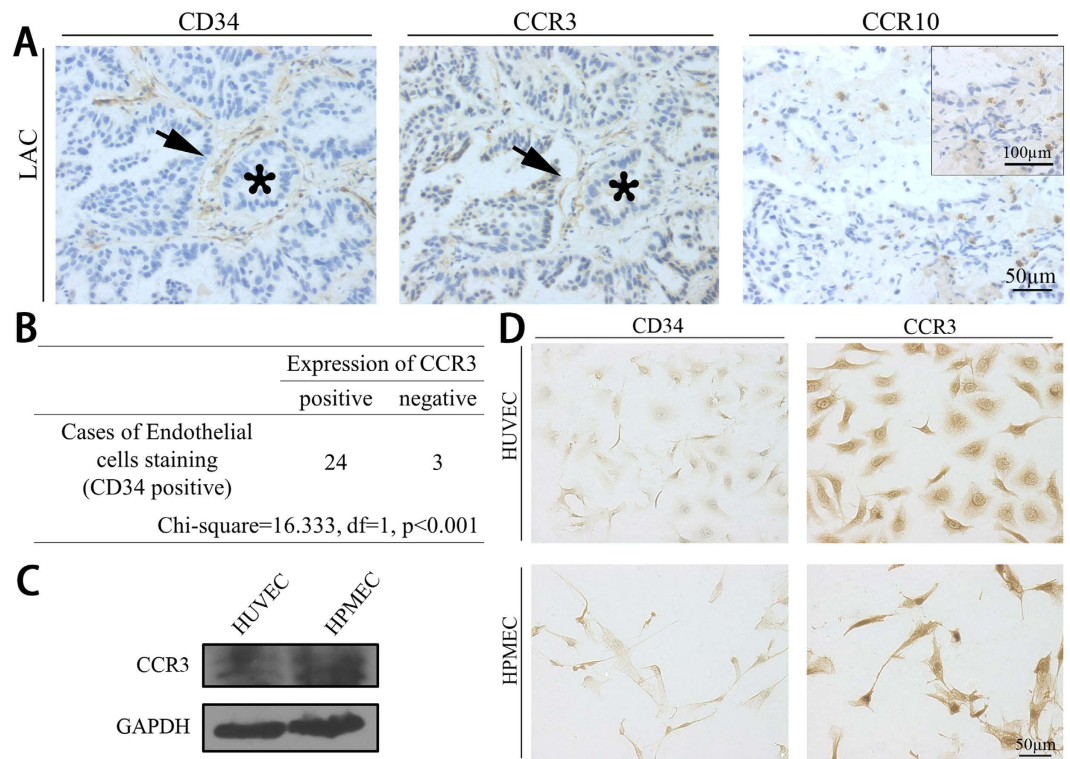 A
CD34
CCR3
CCR10
LAC
100μm
50μm
B
Expression of CCR3
positive negative
Cases of Endothelial
cells staining
(CD34 positive)
24 3
Chi-square=16.333, df=1, p<0.001
C
HUVEC
HPMEC
CCR3
GAPDH
D
CD34
CCR3
HUVEC
HPMEC
50μm